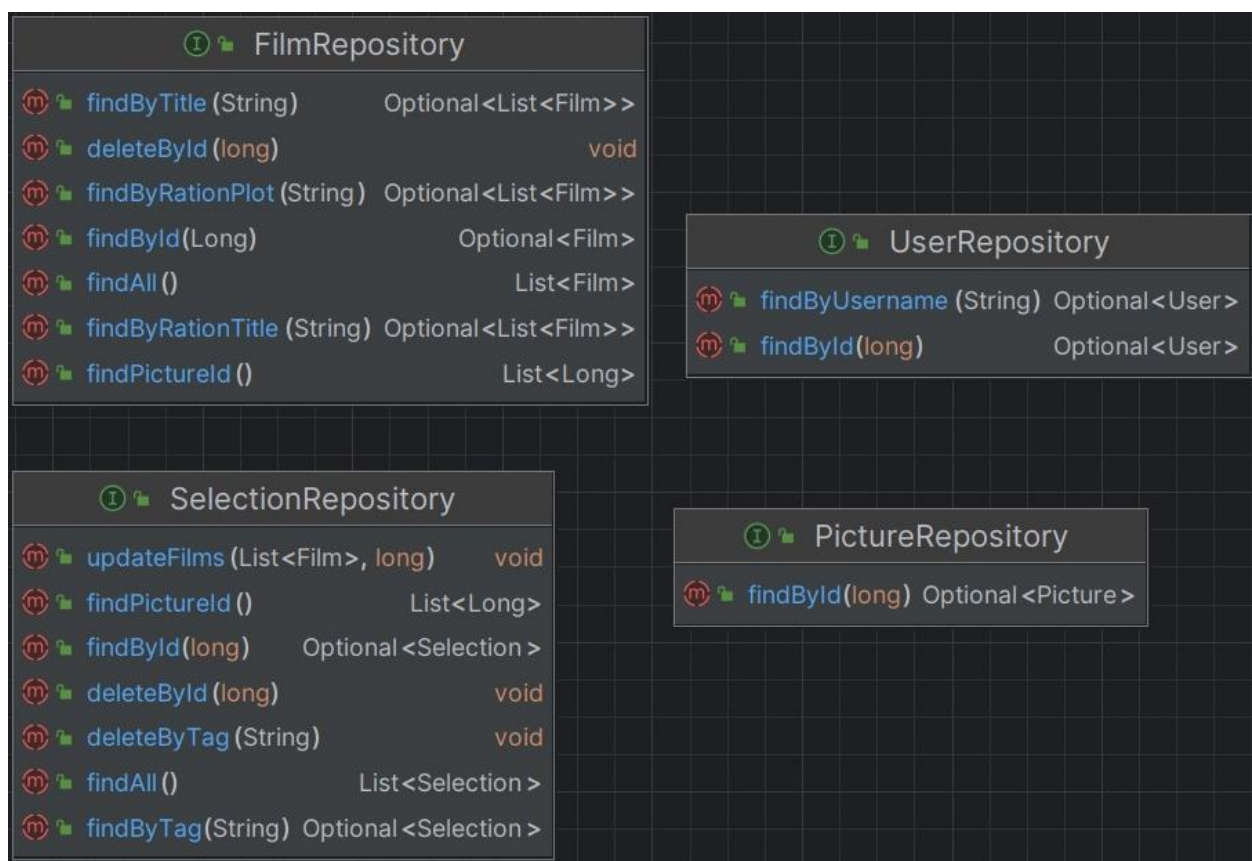 FilmRepository
findByTitle(String) Optional<List<Film>>
deleteById(long) void
findByRationPlot(String) Optional<List<Film>>
findById(Long) Optional<Film>
findAll() List<Film>
findByRationTitle(String) Optional<List<Film>>
findPictureId() List<Long>
UserRepository
findByUsername(String) Optional<User>
findById(long) Optional<User>
SelectionRepository
updateFilms(List<Film>, long) void
findPictureId() List<Long>
findById(long) Optional<Selection>
deleteById(long) void
deleteByTag(String) void
findAll() List<Selection>
findByTag(String) Optional<Selection>
PictureRepository
findById(long) Optional<Picture>